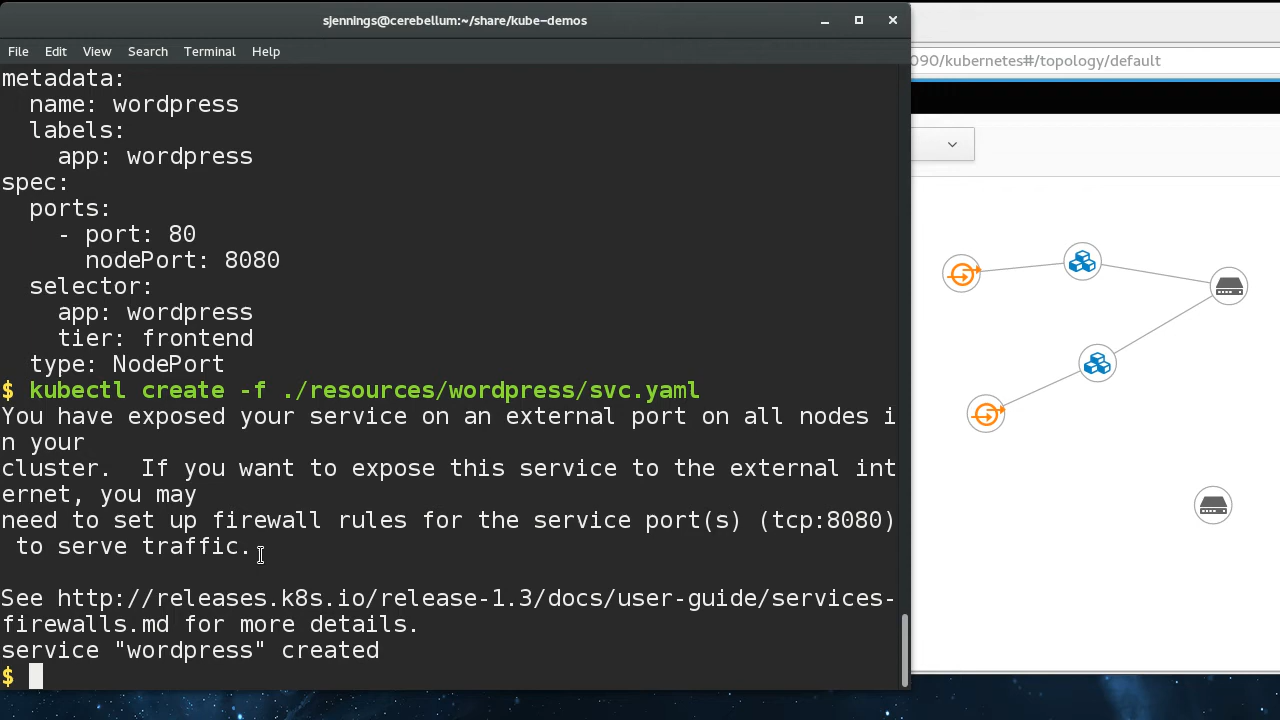 sjennings@cerebellum:~/share/kube-demos
File Edit View Search Terminal Help
090/kubernetes#/topology/default
metadata:
  name: wordpress
  labels:
    app: wordpress
spec:
  ports:
    - port: 80
      nodePort: 8080
  selector:
    app: wordpress
    tier: frontend
  type: NodePort
$ kubectl create -f ./resources/wordpress/svc.yaml
You have exposed your service on an external port on all nodes i
n your
cluster.  If you want to expose this service to the external int
ernet, you may
need to set up firewall rules for the service port(s) (tcp:8080)
 to serve traffic.
See http://releases.k8s.io/release-1.3/docs/user-guide/services-
firewalls.md for more details.
service "wordpress" created
$